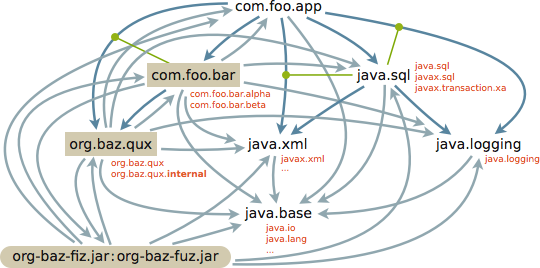 com.foo.app
com.foo.bar
com.foo.bar.alpha
com.foo.bar.beta
java.sql
java.sql
javax.sql
javax.transaction.xa
org.baz.qux
org.baz.qux
org.baz.qux.internal
java.xml
javax.xml
...
java.logging
java.logging
java.base
java.io
java.lang
...
org-baz-fiz.jar:org-baz-fuz.jar